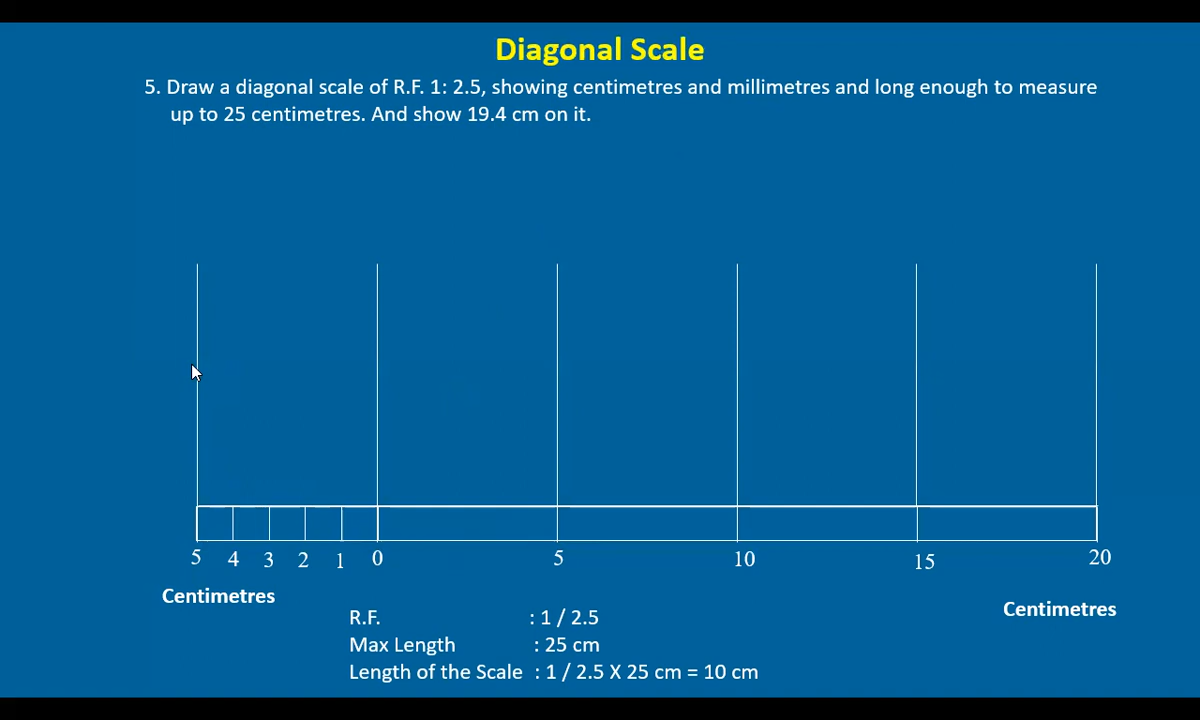 Diagonal Scale
5. Draw a diagonal scale of R.F. 1: 2.5, showing centimetres and millimetres and long enough to measure
up to 25 centimetres. And show 19.4 cm on it.
5 4 3 2 1 0 5 10 15 20
Centimetres
Centimetres
R.F. : 1 / 2.5
Max Length : 25 cm
Length of the Scale : 1 / 2.5 X 25 cm = 10 cm